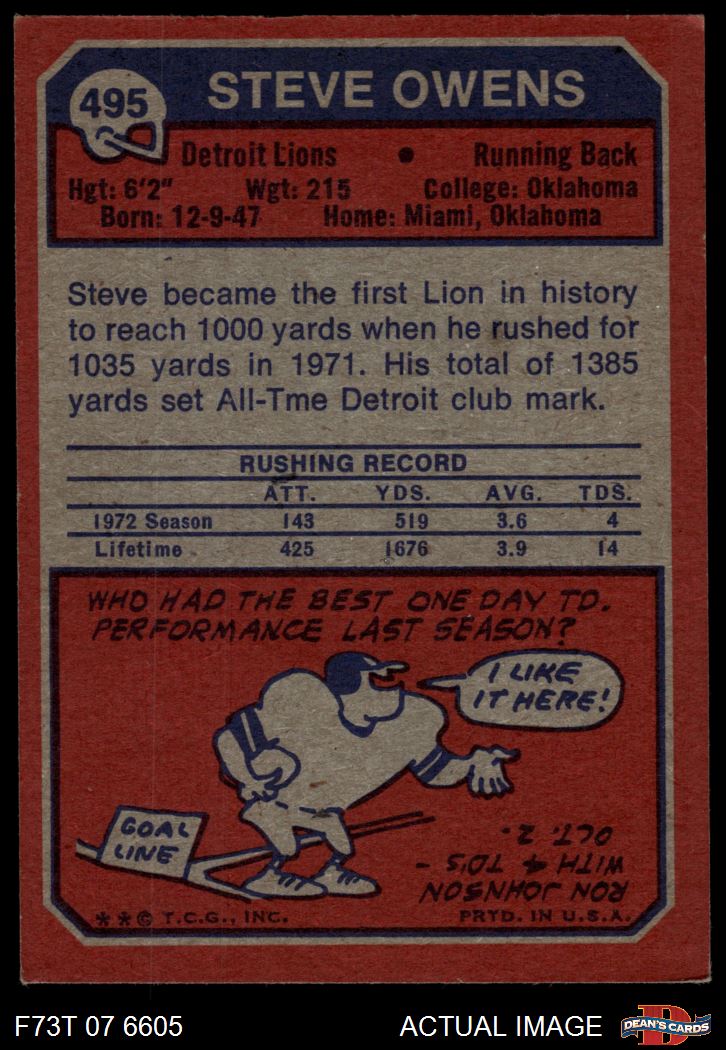 495
STEVE OWENS
Detroit Lions • Running Back
Hgt: 6'2" Wgt: 215 College: Oklahoma
Born: 12-9-47 Home: Miami, Oklahoma
Steve became the first Lion in history
to reach 1000 yards when he rushed for
1035 yards in 1971. His total of 1385
yards set All-Tme Detroit club mark.
RUSHING RECORD
ATT. YDS. AVG. TDS.
1972 Season 143 519 3.6 4
Lifetime 425 1676 3.9 14
WHO HAD THE BEST ONE DAY TD.
PERFORMANCE LAST SEASON?
I LIKE
IT HERE!
GOAL
LINE
RON JOHNSON
WITH 4 TD'S -
OCT. 2.
**© T.C.G., INC. PRTD. IN U.S.A.
F73T 07 6605 ACTUAL IMAGE
D
DEAN'S CARDS